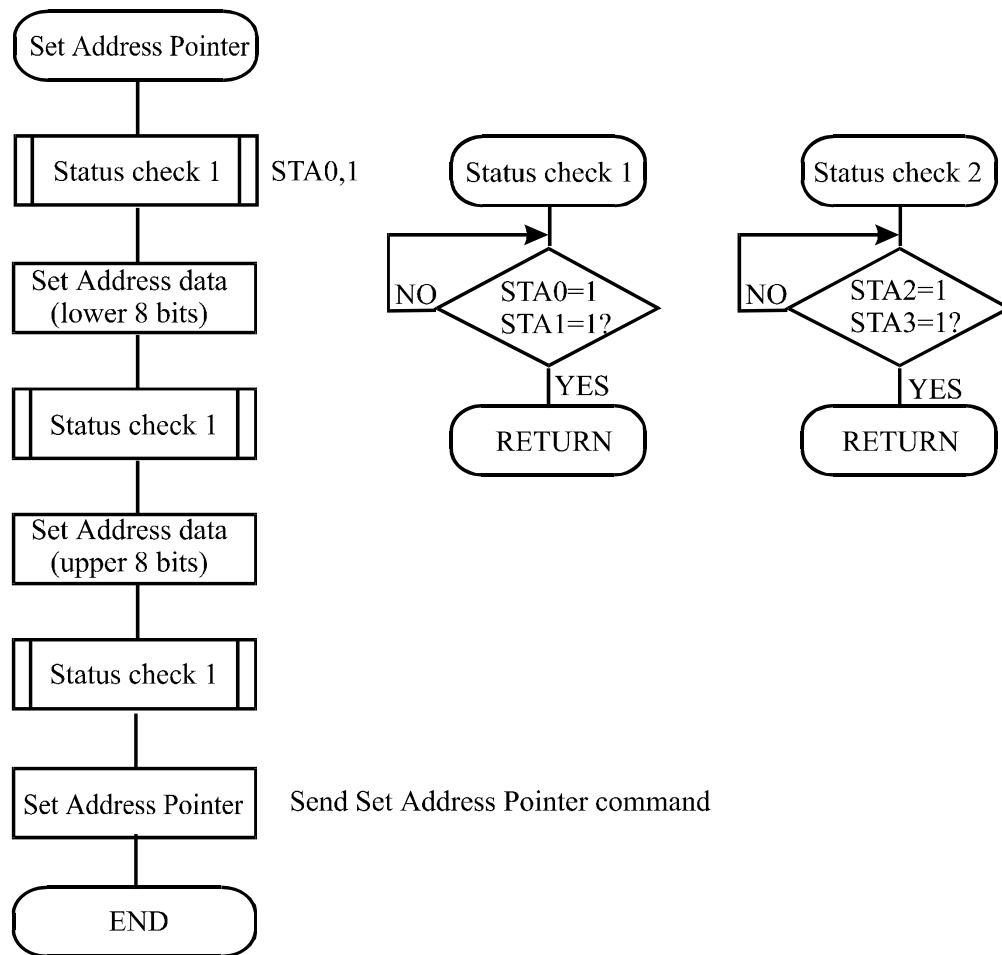 Set Address Pointer
Status check 1
STA0,1
Set Address data
(lower 8 bits)
Status check 1
Set Address data
(upper 8 bits)
Status check 1
Set Address Pointer
Send Set Address Pointer command
END
Status check 1
NO
STA0=1
STA1=1?
YES
RETURN
Status check 2
NO
STA2=1
STA3=1?
YES
RETURN